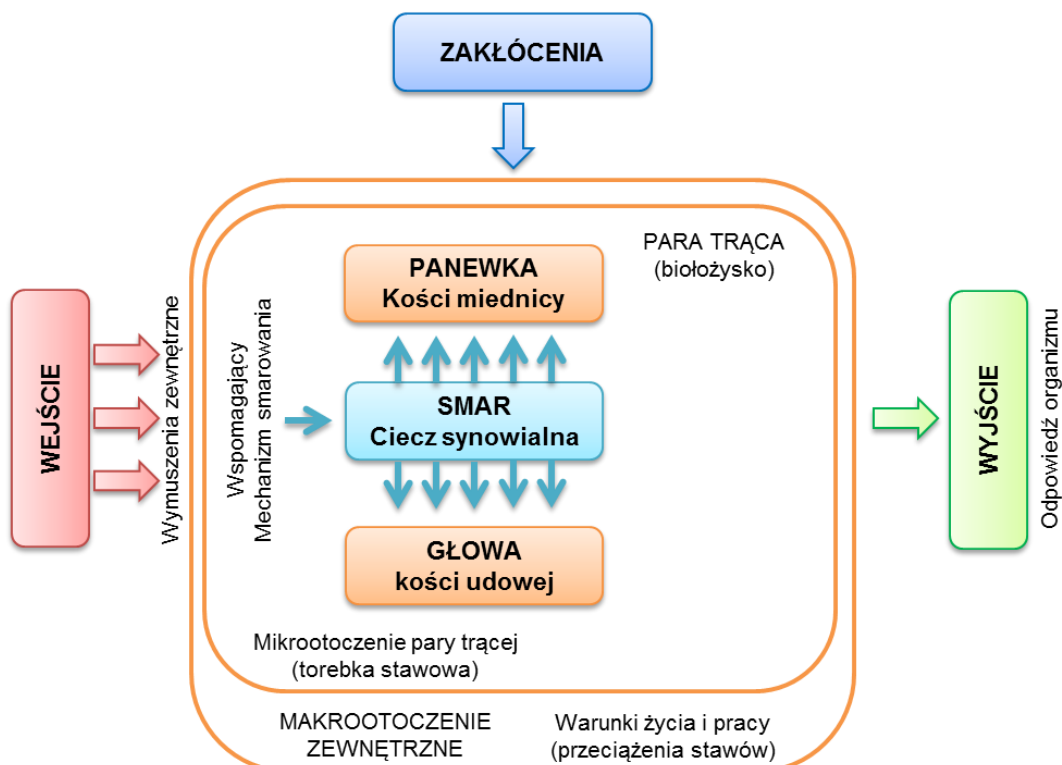 ZAKŁÓCENIA
WEJŚCIE
Wymuszenia zewnętrzne
Wspomagający
Mechanizm smarowania
PARA TRĄCA
(biołożysko)
PANEWKA
Kości miednicy
SMAR
Ciecz synowialna
GŁOWA
kości udowej
Mikrootoczenie pary trącej
(torebka stawowa)
MAKROOTOCZENIE
ZEWNĘTRZNE
Warunki życia i pracy
(przeciążenia stawów)
WYJŚCIE
Odpowiedź organizmu